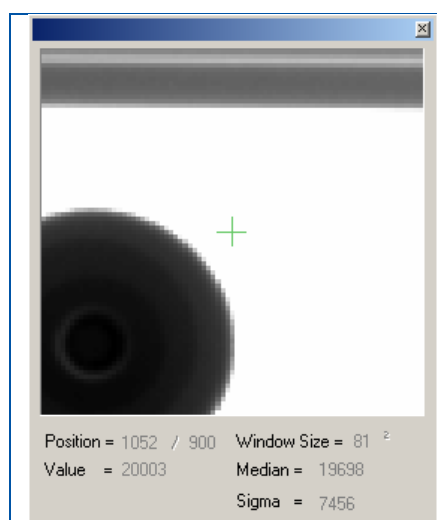 Position = 1052 / 900 Window Size = 81 ²
Value = 20003 Median = 19698
Sigma = 7456